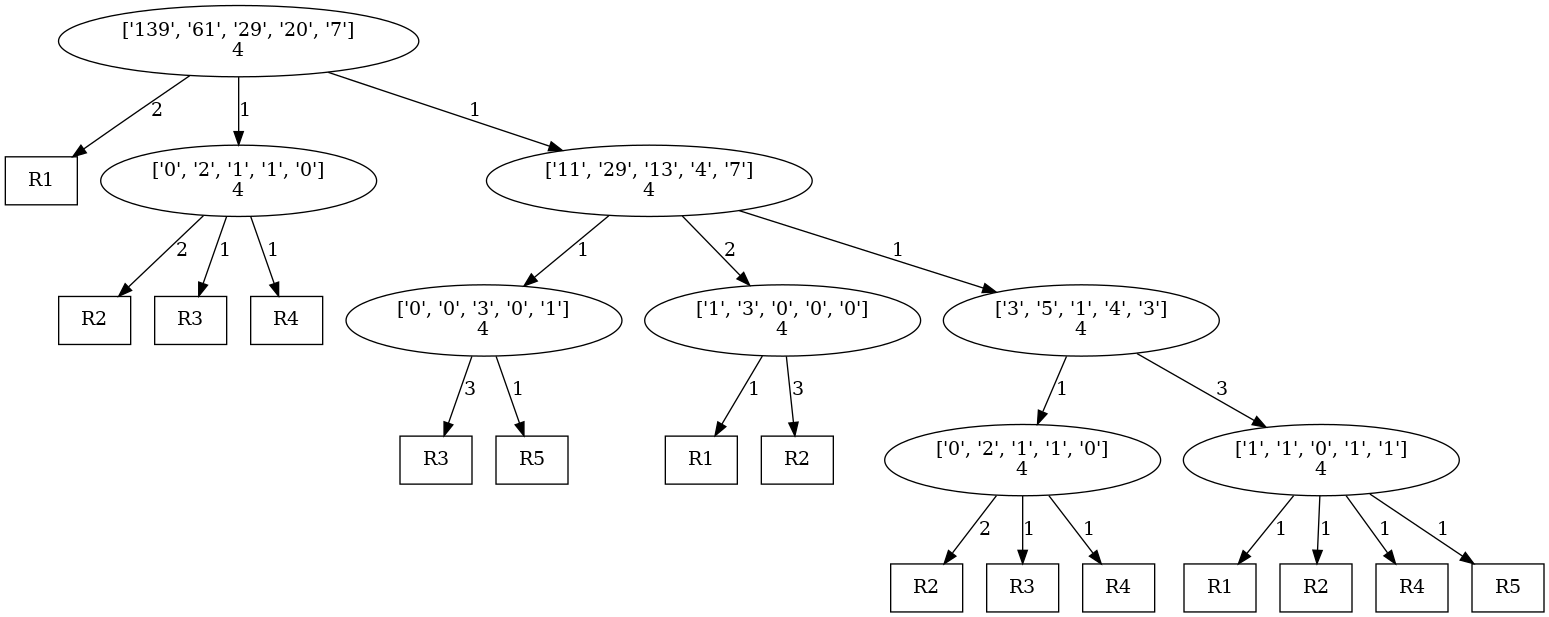 ['139', '61', '29', '20', '7']
4
2
1
1
R1
['0', '2', '1', '1', '0']
4
['11', '29', '13', '4', '7']
4
2
1
1
1
2
1
R2
R3
R4
['0', '0', '3', '0', '1']
4
['1', '3', '0', '0', '0']
4
['3', '5', '1', '4', '3']
4
3
1
1
3
1
3
R3
R5
R1
R2
['0', '2', '1', '1', '0']
4
['1', '1', '0', '1', '1']
4
2
1
1
1
1
1
1
R2
R3
R4
R1
R2
R4
R5